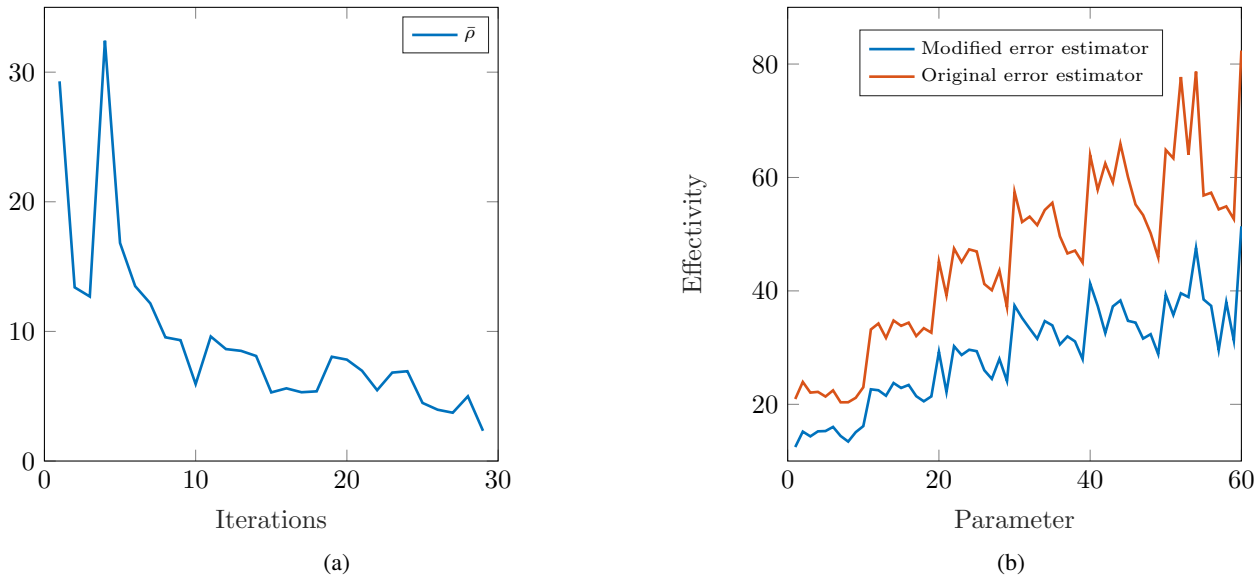 30
20
10
0
0
10
20
30
Iterations
ρ̄
(a)
80
60
40
20
0
20
40
60
Effectivity
Parameter
Modified error estimator
Original error estimator
(b)